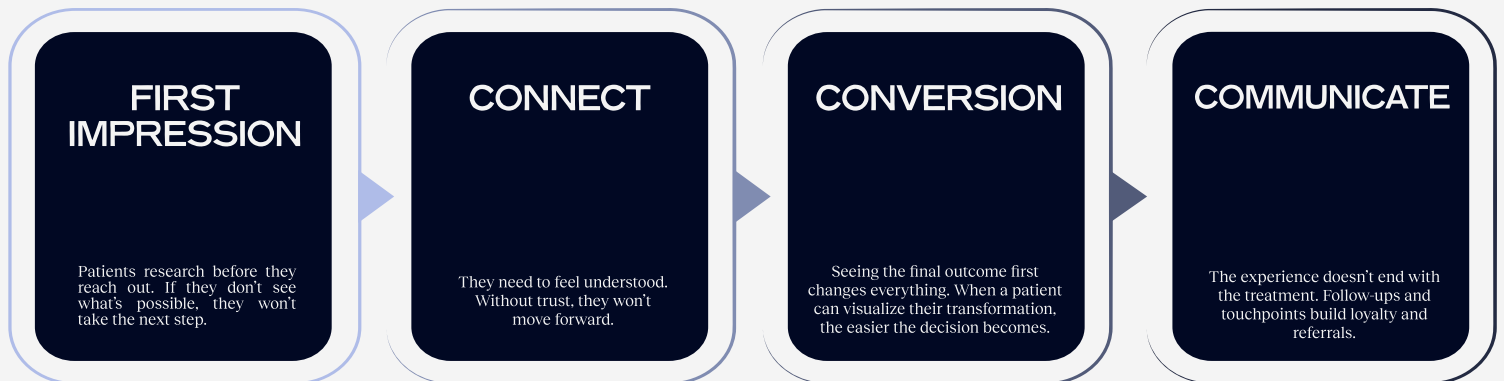 FIRST
IMPRESSION
Patients research before they
reach out. If they don't see
what's possible, they won't
take the next step.
CONNECT
They need to feel understood.
Without trust, they won't
move forward.
CONVERSION
Seeing the final outcome first
changes everything. When a patient
can visualize their transformation,
the easier the decision becomes.
COMMUNICATE
The experience doesn't end with
the treatment. Follow-ups and
touchpoints build loyalty and
referrals.